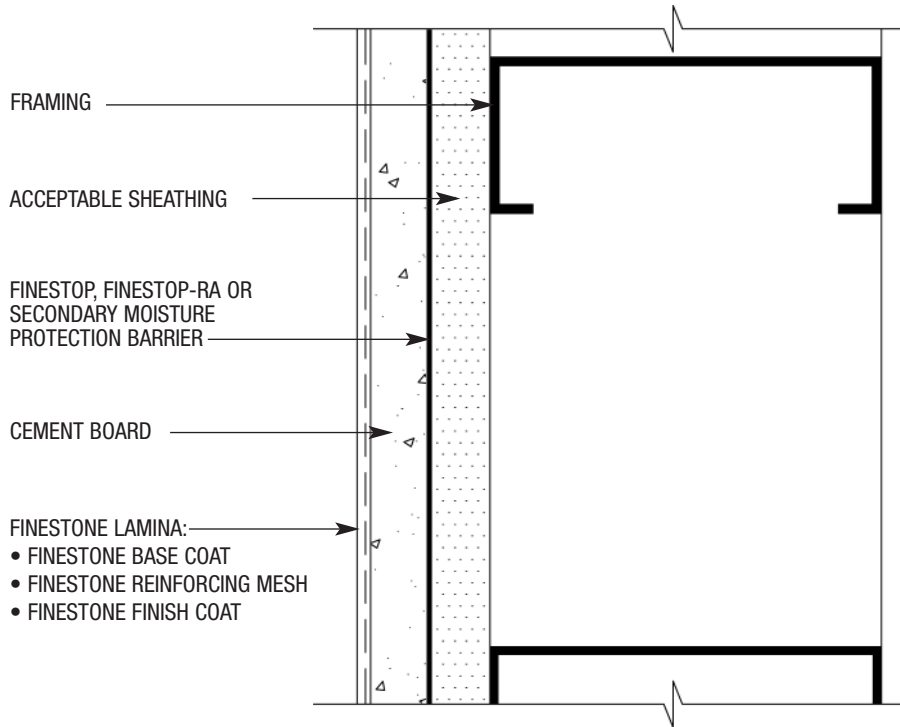 FRAMING
ACCEPTABLE SHEATHING
FINESTOP, FINESTOP-RA OR
SECONDARY MOISTURE
PROTECTION BARRIER
CEMENT BOARD
FINESTONE LAMINA:
• FINESTONE BASE COAT
• FINESTONE REINFORCING MESH
• FINESTONE FINISH COAT